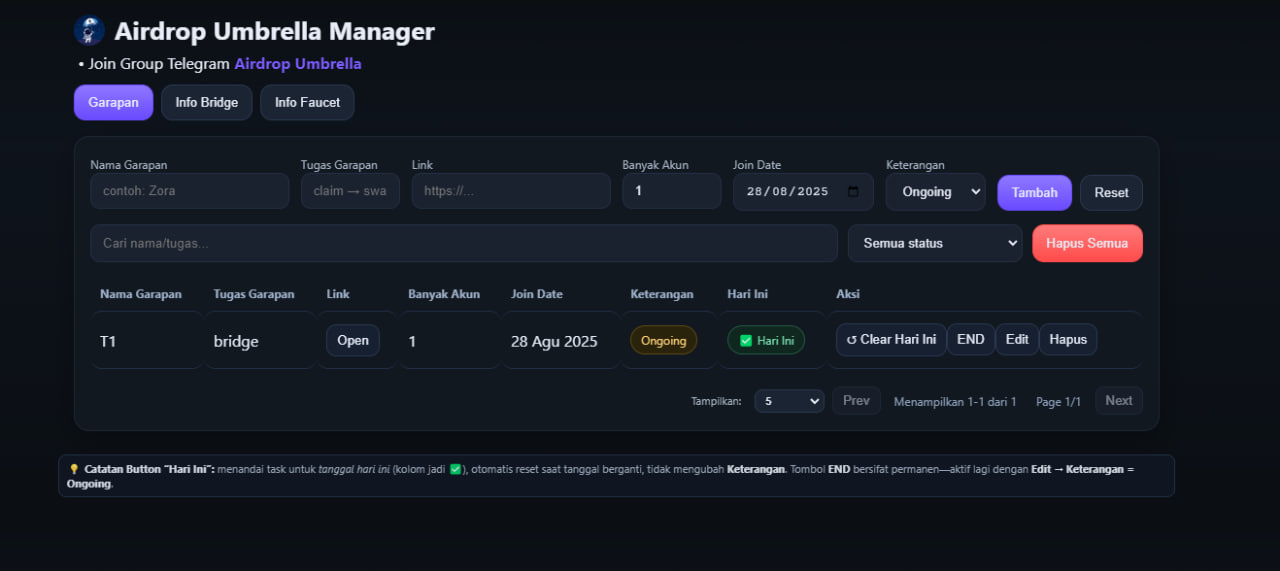 Airdrop Umbrella Manager
• Join Group Telegram Airdrop Umbrella
Garapan Info Bridge Info Faucet
Nama Garapan Tugas Garapan Link Banyak Akun Join Date Keterangan
contoh: Zora claim → swa https://... 1 28/08/2025 Ongoing Tambah Reset
Cari nama/tugas... Semua status Hapus Semua
Nama Garapan Tugas Garapan Link Banyak Akun Join Date Keterangan Hari Ini Aksi
T1 bridge Open 1 28 Agu 2025 Ongoing ✅ Hari Ini ↺ Clear Hari Ini END Edit Hapus
Tampilkan: 5 Prev Menampilkan 1-1 dari 1 Page 1/1 Next
💡 Catatan Button "Hari Ini": menandai task untuk tanggal hari ini (kolom jadi ✅), otomatis reset saat tanggal berganti, tidak mengubah Keterangan. Tombol END bersifat permanen—aktif lagi dengan Edit → Keterangan =
Ongoing.